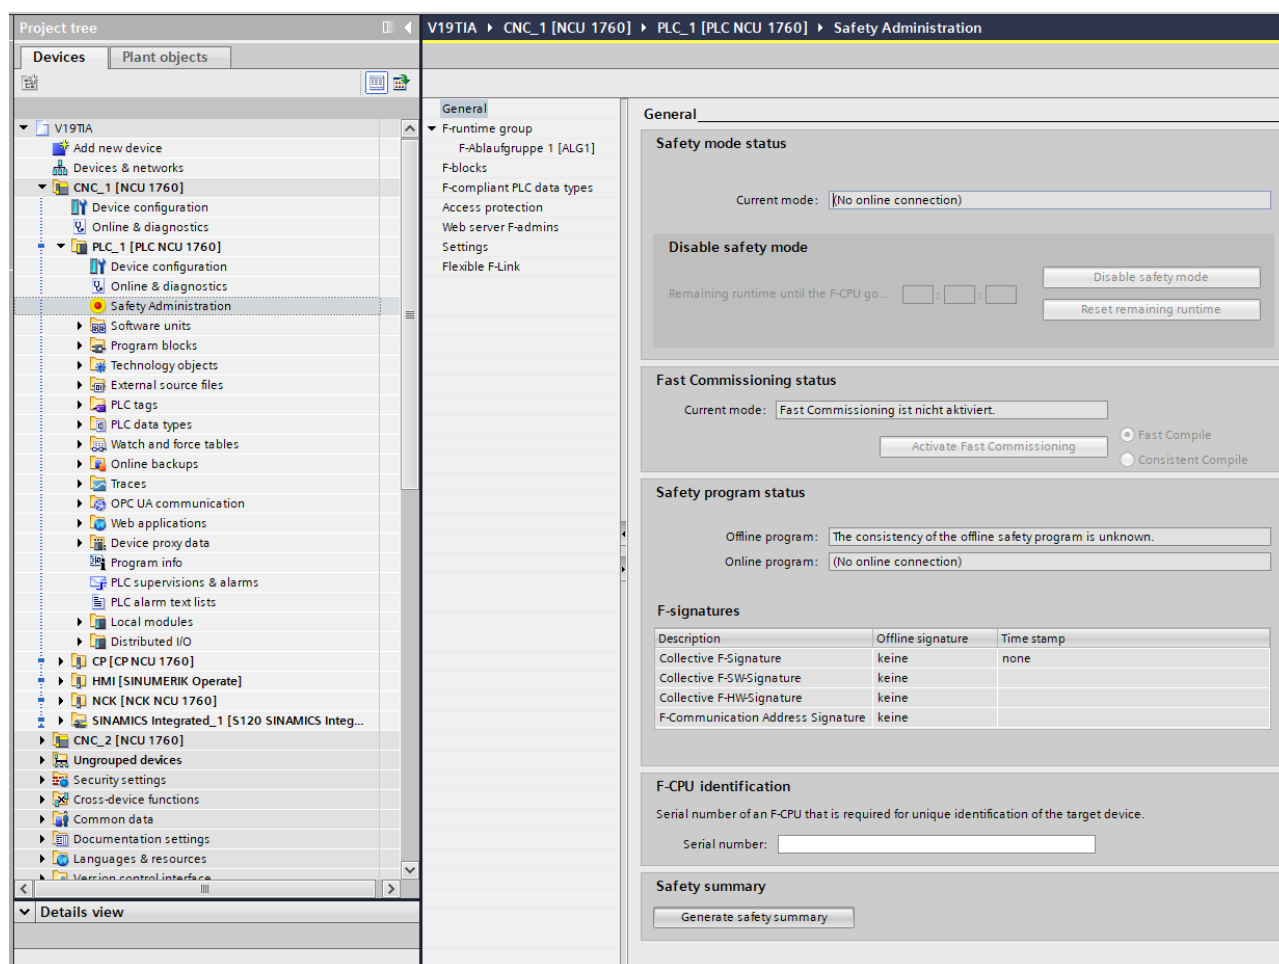 Project tree
Devices
Plant objects
V19TIA
Add new device
Devices & networks
CNC_1 [NCU 1760]
Device configuration
Online & diagnostics
PLC_1 [PLC NCU 1760]
Device configuration
Online & diagnostics
Safety Administration
Software units
Program blocks
Technology objects
External source files
PLC tags
PLC data types
Watch and force tables
Online backups
Traces
OPC UA communication
Web applications
Device proxy data
Program info
PLC supervisions & alarms
PLC alarm text lists
Local modules
Distributed I/O
CP [CP NCU 1760]
HMI [SINUMERIK Operate]
NCK [NCK NCU 1760]
SINAMICS Integrated_1 [S120 SINAMICS Integ...
CNC_2 [NCU 1760]
Ungrouped devices
Security settings
Cross-device functions
Common data
Documentation settings
Languages & resources
Version control interface
Details view
V19TIA CNC_1 [NCU 1760] PLC_1 [PLC NCU 1760] Safety Administration
General
F-runtime group
F-Ablaufgruppe 1 [ALG1]
F-blocks
F-compliant PLC data types
Access protection
Web server F-admins
Settings
Flexible F-Link
General
Safety mode status
Current mode: (No online connection)
Disable safety mode
Remaining runtime until the F-CPU go... : :
Disable safety mode
Reset remaining runtime
Fast Commissioning status
Current mode: Fast Commissioning ist nicht aktiviert.
Activate Fast Commissioning
Fast Compile
Consistent Compile
Safety program status
Offline program: The consistency of the offline safety program is unknown.
Online program: (No online connection)
F-signatures
Description Offline signature Time stamp
Collective F-Signature keine none
Collective F-SW-Signature keine
Collective F-HW-Signature keine
F-Communication Address Signature keine
F-CPU identification
Serial number of an F-CPU that is required for unique identification of the target device.
Serial number:
Safety summary
Generate safety summary